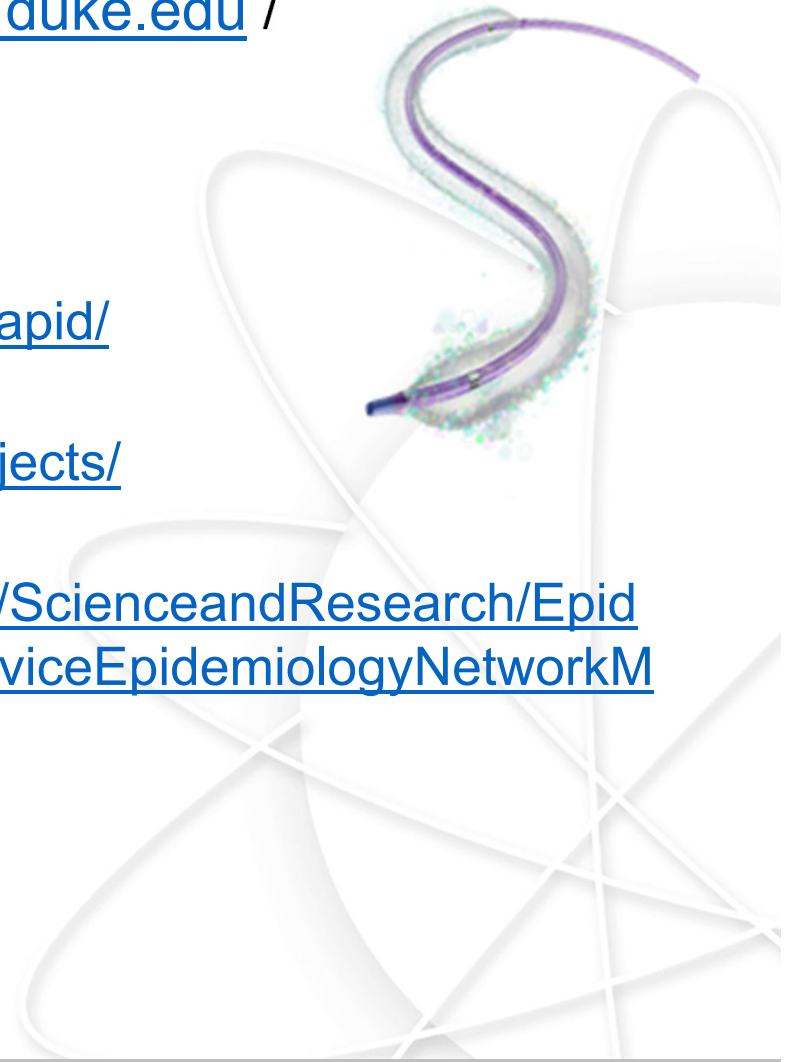 duke.edu /
apid/
jects/
/ScienceandResearch/Epid
viceEpidemiologyNetworkM